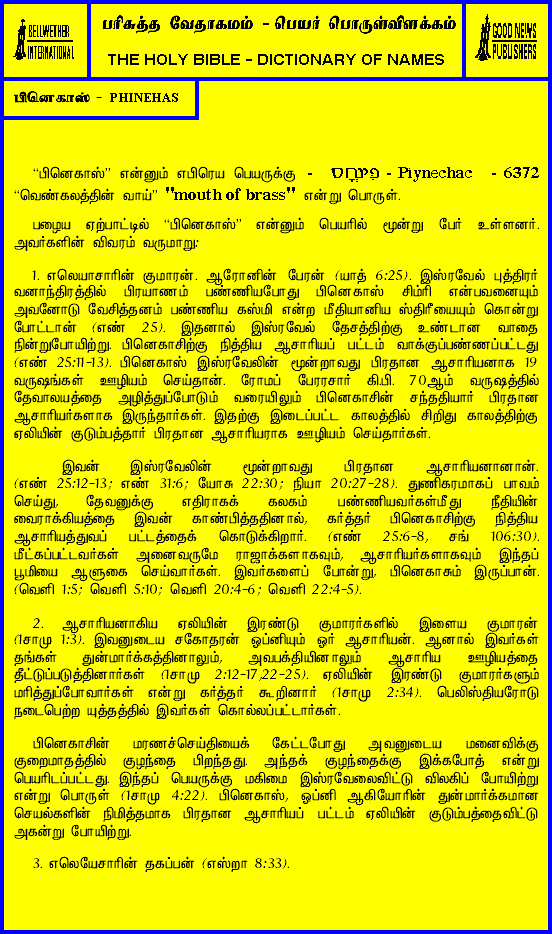 BELLWETHER
INTERNATIONAL
பரிசுத்த வேதாகமம் - பெயர் பொருள்விளக்கம்
THE HOLY BIBLE - DICTIONARY OF NAMES
GOOD NEWS
PUBLISHERS
பினெகாஸ் - PHINEHAS
"பினெகாஸ்" என்னும் எபிரெய பெயருக்கு - פינחס - Piynechac - 6372
"வெண்கலத்தின் வாய்" "mouth of brass" என்று பொருள்.
பழைய ஏற்பாட்டில் "பினெகாஸ்" என்னும் பெயரில் மூன்று பேர் உள்ளனர்.
அவர்களின் விவரம் வருமாறு:
1. எலெயாசாரின் குமாரன். ஆரோனின் பேரன் (யாத் 6:25). இஸ்ரவேல் புத்திரர்
வனாந்திரத்தில் பிரயாணம் பண்ணியபோது பினெகாஸ் சிம்ரி என்பவனையும்
அவனோடு வேசித்தனம் பண்ணிய கஸ்மி என்ற மீதியானிய ஸ்திரீயையும் கொன்று
போட்டான் (எண் 25). இதனால் இஸ்ரவேல் தேசத்திற்கு உண்டான வாதை
நின்றுபோயிற்று. பினெகாசிற்கு நித்திய ஆசாரியப் பட்டம் வாக்குப்பண்ணப்பட்டது
(எண் 25:11-13). பினெகாஸ் இஸ்ரவேலின் மூன்றாவது பிரதான ஆசாரியனாக 19
வருஷங்கள் ஊழியம் செய்தான். ரோமப் பேரரசார் கி.பி. 70ஆம் வருஷத்தில்
தேவாலயத்தை அழித்துப்போடும் வரையிலும் பினெகாசின் சந்ததியார் பிரதான
ஆசாரியர்களாக இருந்தார்கள். இதற்கு இடைப்பட்ட காலத்தில் சிறிது காலத்திற்கு
ஏலியின் குடும்பத்தார் பிரதான ஆசாரியராக ஊழியம் செய்தார்கள்.
இவன் இஸ்ரவேலின் மூன்றாவது பிரதான ஆசாரியனானான்.
(எண் 25:12-13; எண் 31:6; யோசு 22:30; நியா 20:27-28). துணிகரமாகப் பாவம்
செய்து, தேவனுக்கு எதிராகக் கலகம் பண்ணியவர்கள்மீது நீதியின்
வைராக்கியத்தை இவன் காண்பித்ததினால், கர்த்தர் பினெகாசிற்கு நித்திய
ஆசாரியத்துவப் பட்டத்தைக் கொடுக்கிறார். (எண் 25:6-8, சங் 106:30).
மீட்கப்பட்டவர்கள் அனைவருமே ராஜாக்களாகவும், ஆசாரியர்களாகவும் இந்தப்
பூமியை ஆளுகை செய்வார்கள். இவர்களைப் போன்று, பினெகாசும் இருப்பான்.
(வெளி 1:5; வெளி 5:10; வெளி 20:4-6; வெளி 22:4-5).
2. ஆசாரியனாகிய ஏலியின் இரண்டு குமாரர்களில் இளைய குமாரன்
(1சாமு 1:3). இவனுடைய சகோதரன் ஓப்னியும் ஓர் ஆசாரியன். ஆனால் இவர்கள்
தங்கள் துன்மார்க்கத்தினாலும், அவபக்தியினாலும் ஆசாரிய ஊழியத்தை
தீட்டுப்படுத்தினார்கள் (1சாமு 2:12-17,22-25). ஏலியின் இரண்டு குமாரர்களும்
மரித்துப்போவார்கள் என்று கர்த்தர் கூறினார் (1சாமு 2:34). பெலிஸ்தியரோடு
நடைபெற்ற யுத்தத்தில் இவர்கள் கொல்லப்பட்டார்கள்.
பினெகாசின் மரணச்செய்தியைக் கேட்டபோது அவனுடைய மனைவிக்கு
குறைமாதத்தில் குழந்தை பிறந்தது. அந்தக் குழந்தைக்கு இக்கபோத் என்று
பெயரிடப்பட்டது. இந்தப் பெயருக்கு மகிமை இஸ்ரவேலைவிட்டு விலகிப் போயிற்று
என்று பொருள் (1சாமு 4:22). பினெகாஸ், ஓப்னி ஆகியோரின் துன்மார்க்கமான
செயல்களின் நிமித்தமாக பிரதான ஆசாரியப் பட்டம் ஏலியின் குடும்பத்தைவிட்டு
அகன்று போயிற்று.
3. எலெயேசாரின் தகப்பன் (எஸ்றா 8:33).